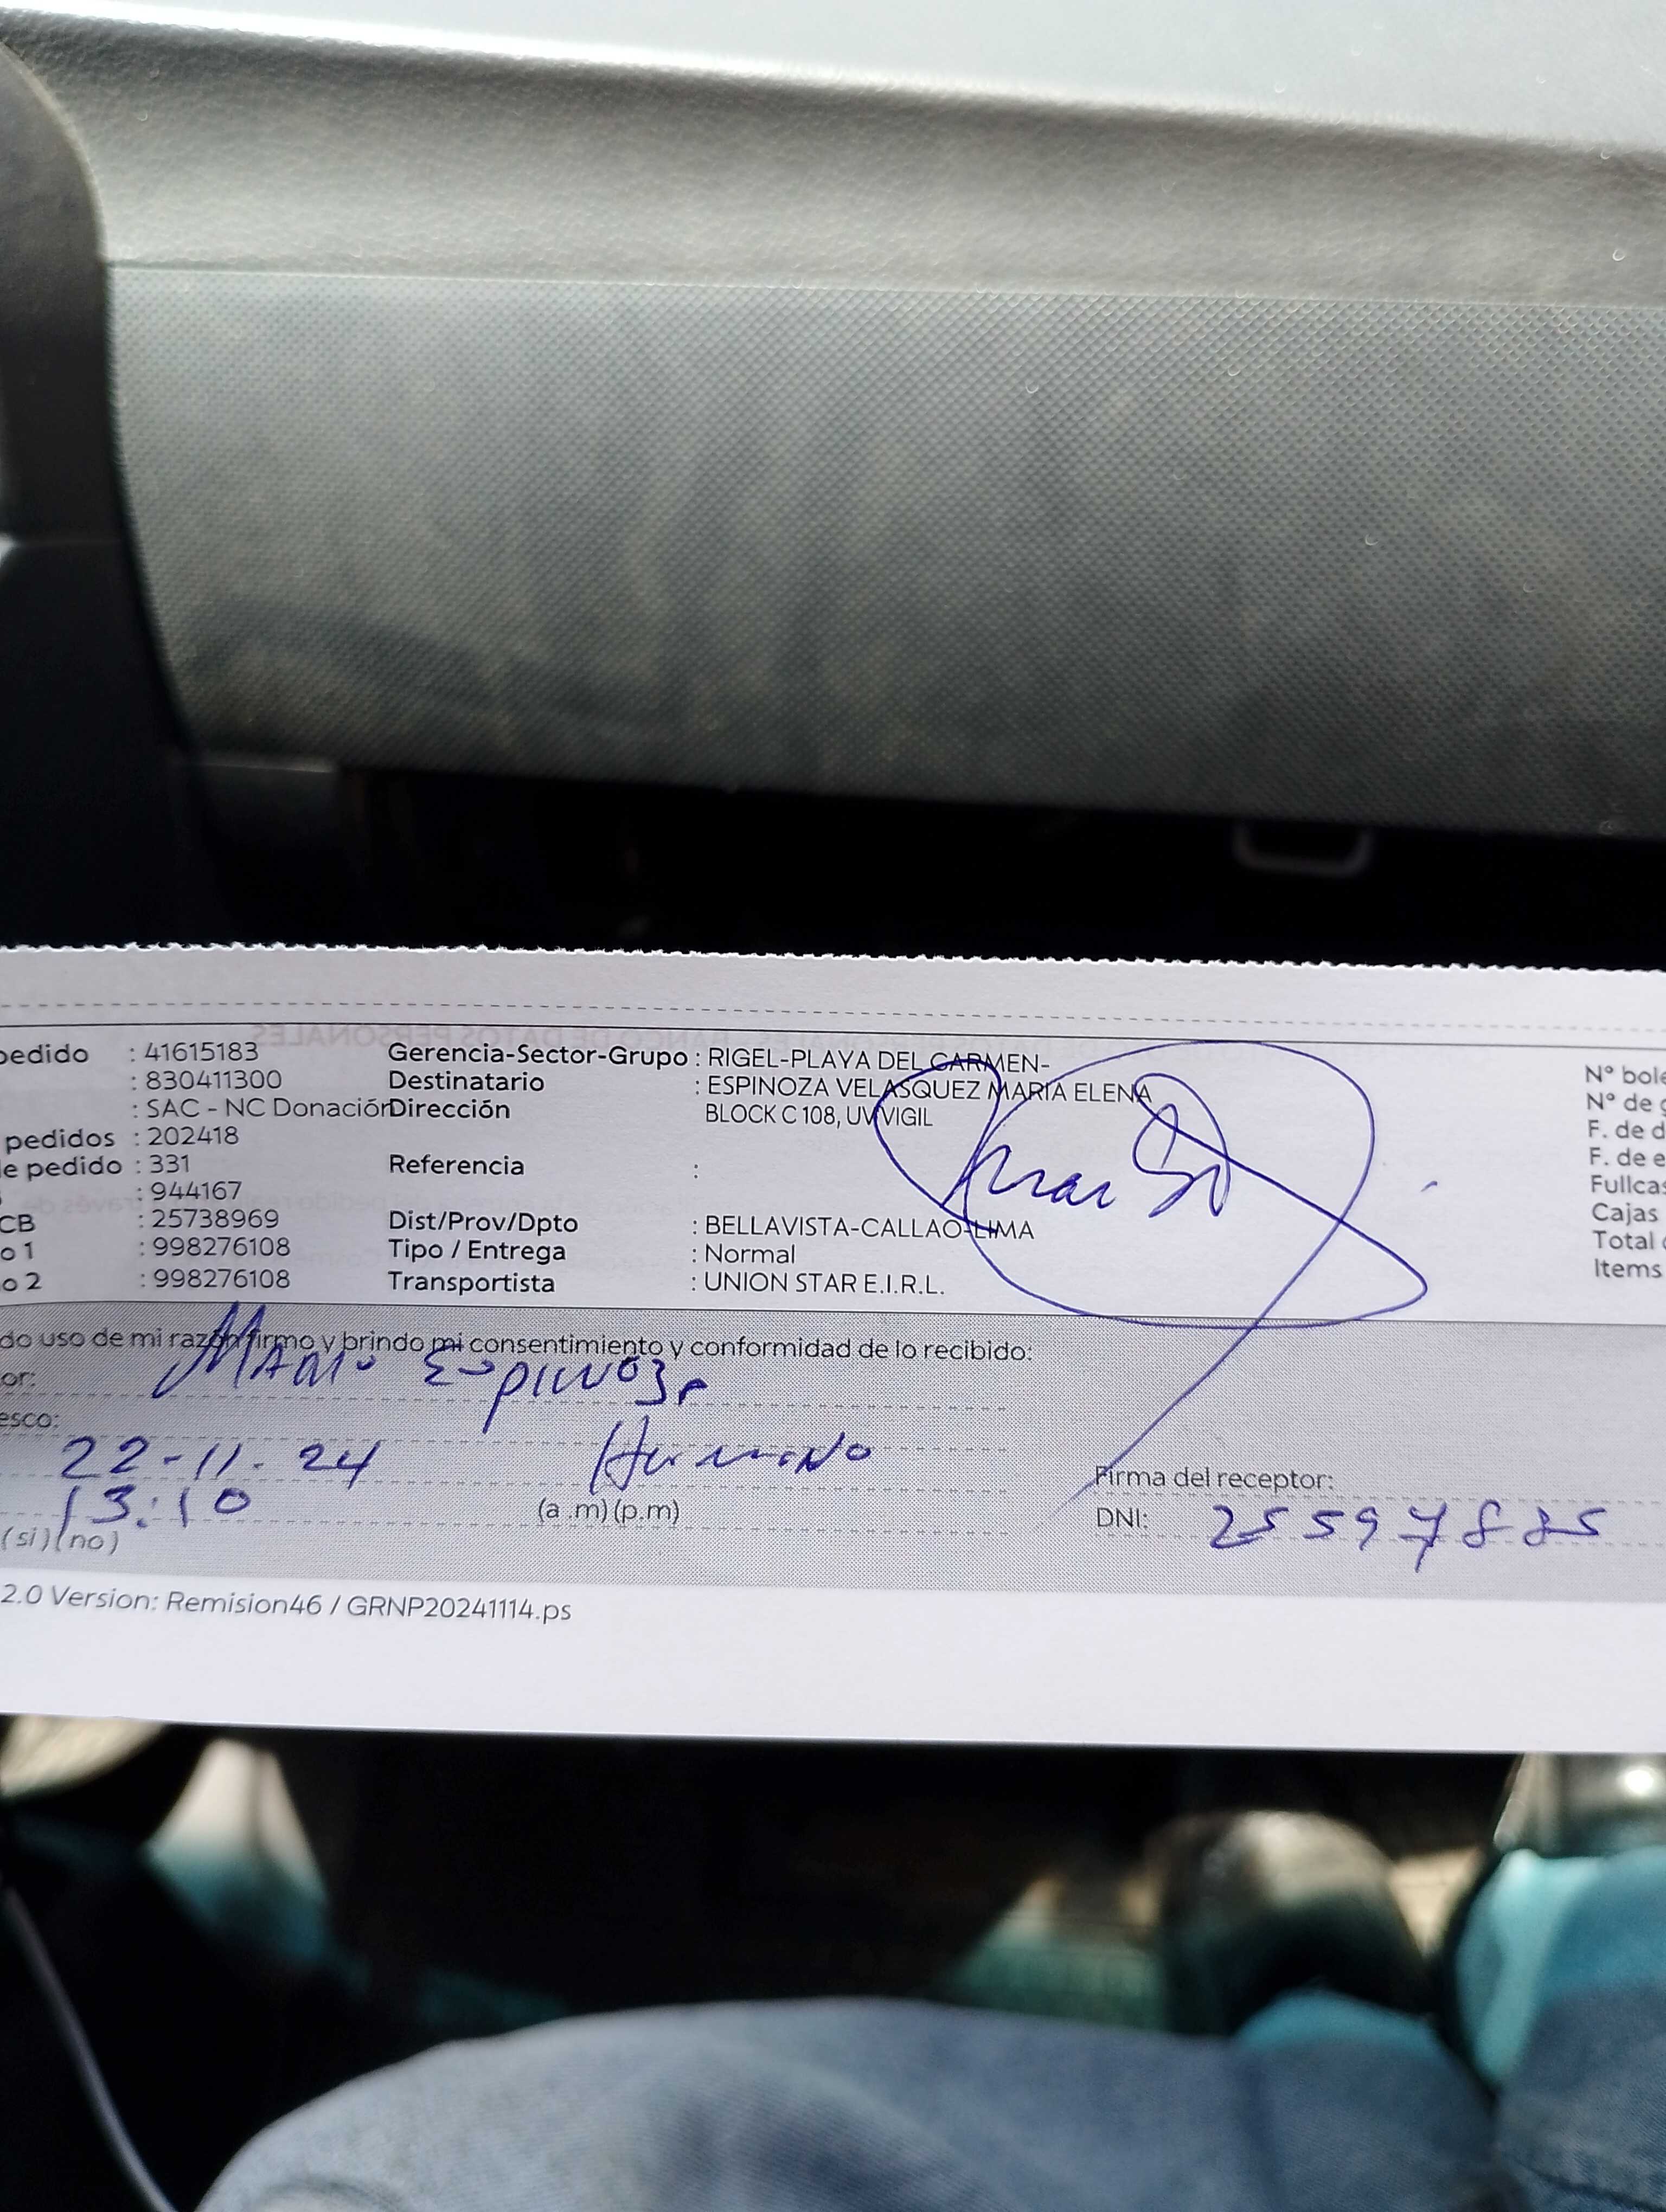 pedido : 41615183 Gerencia-Sector-Grupo : RIGEL-PLAYA DEL CARMEN-
: 830411300 Destinatario : ESPINOZA VELASQUEZ MARIA ELENA
: SAC - NC Donación Dirección BLOCK C 108, UV VIGIL
pedidos : 202418
e pedido : 331 Referencia :
: 944167
CB : 25738969 Dist/Prov/Dpto : BELLAVISTA-CALLAO-LIMA
o 1 : 998276108 Tipo / Entrega : Normal
o 2 : 998276108 Transportista : UNION STAR E.I.R.L.
N° bole
N° de g
F. de d
F. de e
Fullcas
Cajas
Total
Items
do uso de mi razón firmo y brindo mi consentimiento y conformidad de lo recibido:
or: MARIO Espinoza
esco: Hermano
22-11-24
13:10 (a .m) (p.m)
(si) (no)
Firma del receptor:
DNI: 25597885
2.0 Version: Remision46 / GRNP20241114.ps